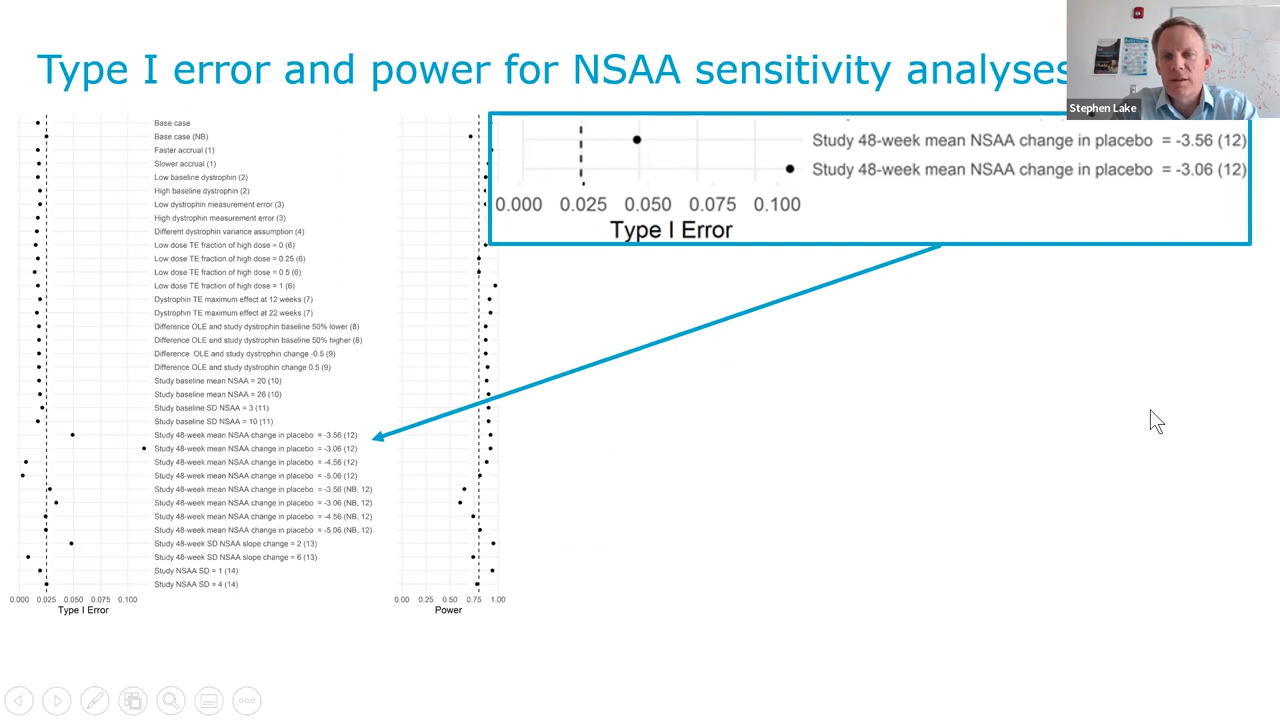 Type I error and power for NSAA sensitivity analyses
Stephen Lake
Study 48-week mean NSAA change in placebo = -3.56 (12)
Study 48-week mean NSAA change in placebo = -3.06 (12)
0.000 0.025 0.050 0.075 0.100
Type I Error
Base case
Base case (NB)
Faster accrual (1)
Slower accrual (1)
Low baseline dystrophin (2)
High baseline dystrophin (2)
Low dystrophin measurement error (3)
High dystrophin measurement error (3)
Different dystrophin variance assumption (4)
Low dose TE fraction of high dose = 0 (6)
Low dose TE fraction of high dose = 0.25 (6)
Low dose TE fraction of high dose = 0.5 (6)
Low dose TE fraction of high dose = 1 (6)
Dystrophin TE maximum effect at 12 weeks (7)
Dystrophin TE maximum effect at 22 weeks (7)
Difference OLE and study dystrophin baseline 50% lower (8)
Difference OLE and study dystrophin baseline 50% higher (8)
Difference OLE and study dystrophin change -0.5 (9)
Difference OLE and study dystrophin change 0.5 (9)
Study baseline mean NSAA = 20 (10)
Study baseline mean NSAA = 26 (10)
Study baseline SD NSAA = 3 (11)
Study baseline SD NSAA = 10 (11)
Study 48-week mean NSAA change in placebo = -3.56 (12)
Study 48-week mean NSAA change in placebo = -3.06 (12)
Study 48-week mean NSAA change in placebo = -4.56 (12)
Study 48-week mean NSAA change in placebo = -5.06 (12)
Study 48-week mean NSAA change in placebo = -3.56 (NB, 12)
Study 48-week mean NSAA change in placebo = -3.06 (NB, 12)
Study 48-week mean NSAA change in placebo = -4.56 (NB, 12)
Study 48-week mean NSAA change in placebo = -5.06 (NB, 12)
Study 48-week SD NSAA slope change = 2 (13)
Study 48-week SD NSAA slope change = 6 (13)
Study NSAA SD = 1 (14)
Study NSAA SD = 4 (14)
0.000 0.025 0.050 0.075 0.100
Type I Error
0.00 0.25 0.50 0.75 1.00
Power